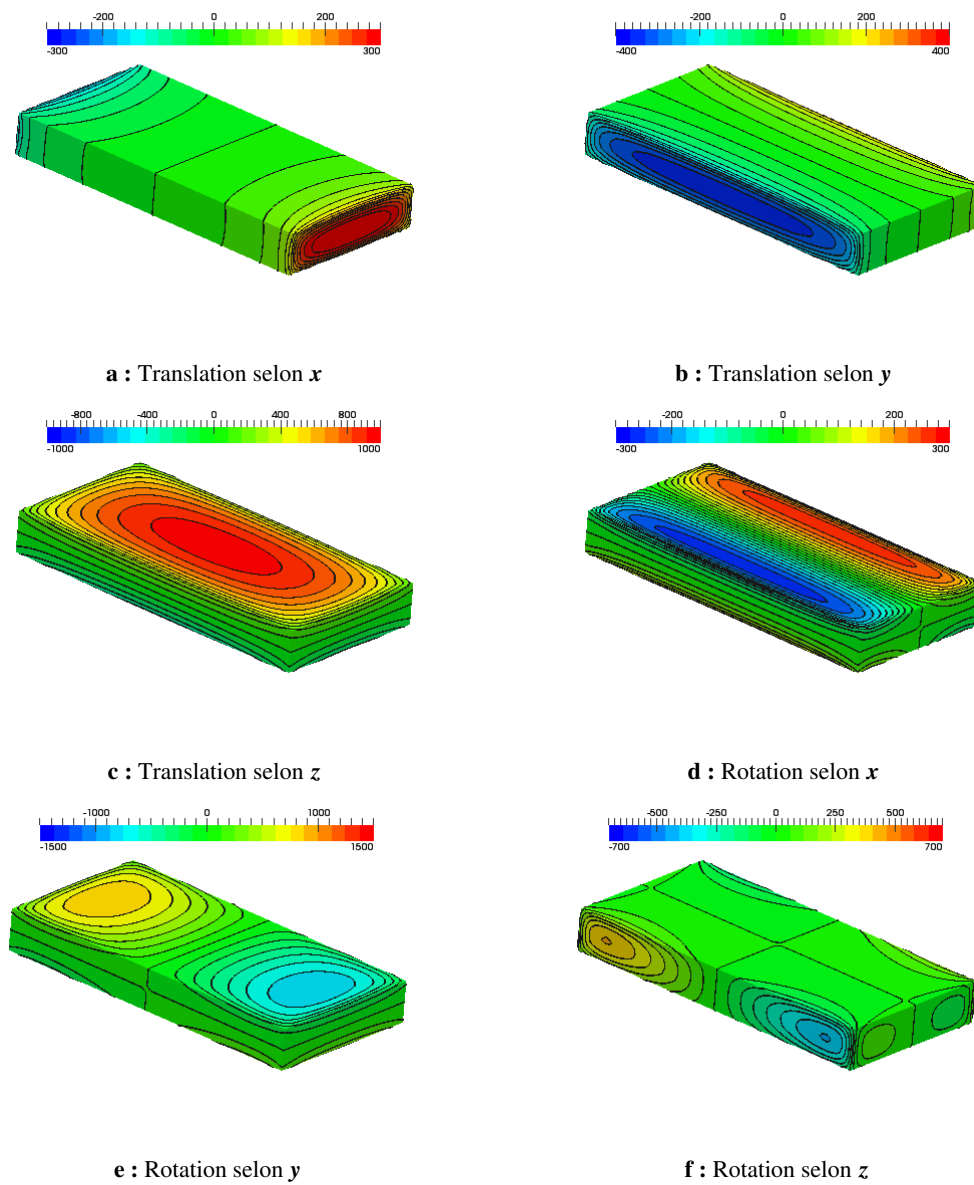 -200 0 200
-300 300
-200 0 200
-400 400
a : Translation selon x
b : Translation selon y
-800 -400 0 400 800
-1000 1000
-200 0 200
-300 300
c : Translation selon z
d : Rotation selon x
-1000 0 1000
-1500 1500
-500 -250 0 250 500
-700 700
e : Rotation selon y
f : Rotation selon z